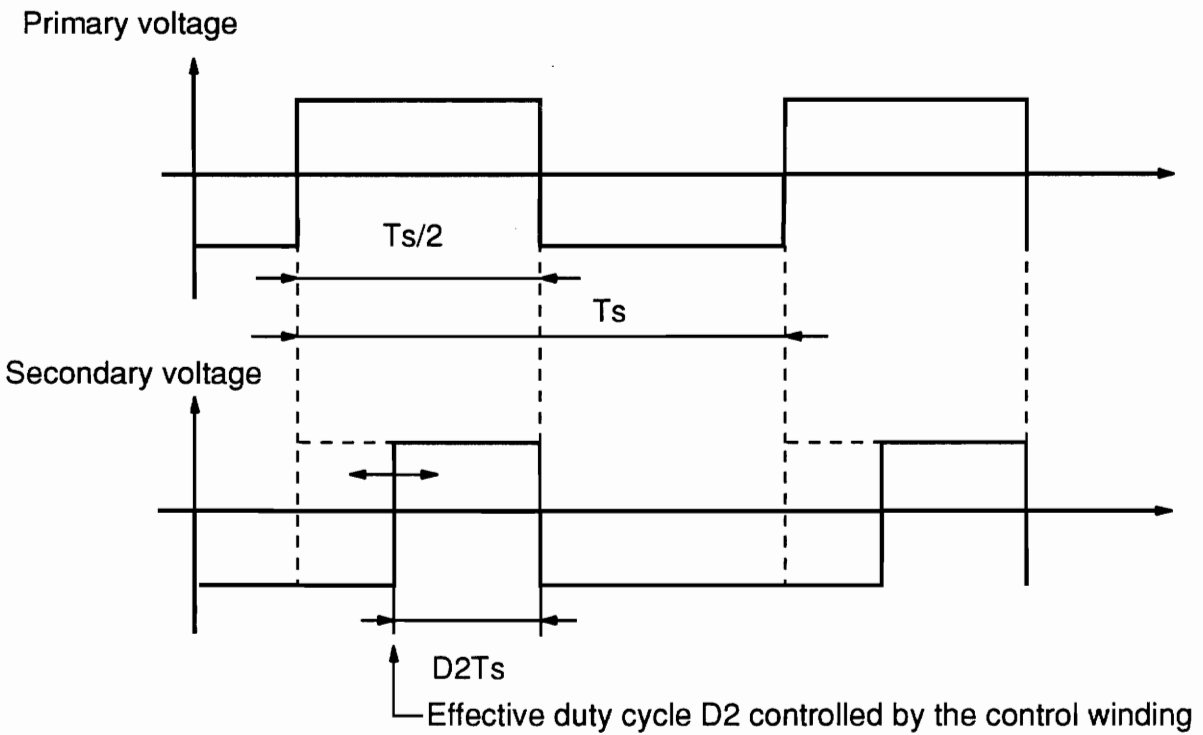 Primary voltage
Ts/2
Ts
Secondary voltage
D2Ts
Effective duty cycle D2 controlled by the control winding